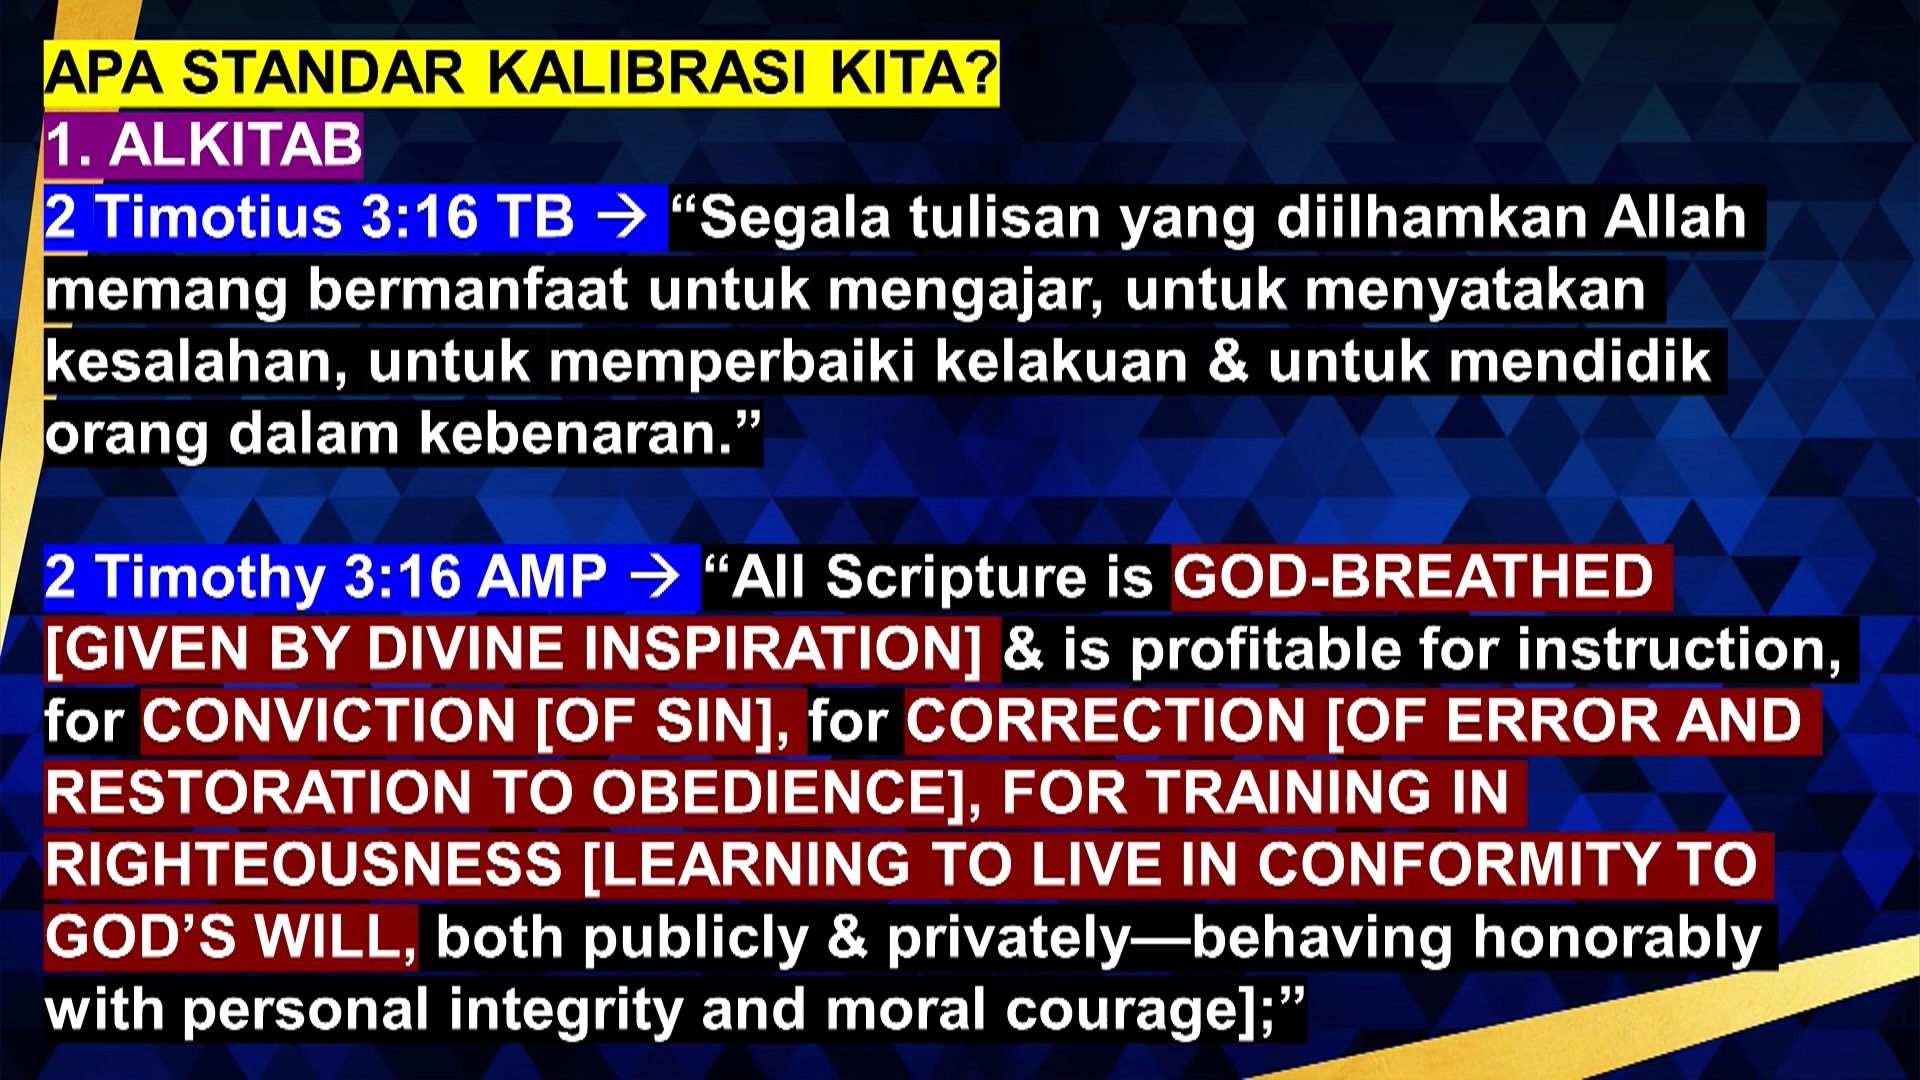 APA STANDAR KALIBRASI KITA?
1. ALKITAB
2 Timotius 3:16 TB → “Segala tulisan yang diilhamkan Allah
memang bermanfaat untuk mengajar, untuk menyatakan
kesalahan, untuk memperbaiki kelakuan & untuk mendidik
orang dalam kebenaran.”
2 Timothy 3:16 AMP → “All Scripture is GOD-BREATHED
[GIVEN BY DIVINE INSPIRATION] & is profitable for instruction,
for CONVICTION [OF SIN], for CORRECTION [OF ERROR AND
RESTORATION TO OBEDIENCE], FOR TRAINING IN
RIGHTEOUSNESS [LEARNING TO LIVE IN CONFORMITY TO
GOD’S WILL, both publicly & privately—behaving honorably
with personal integrity and moral courage];”